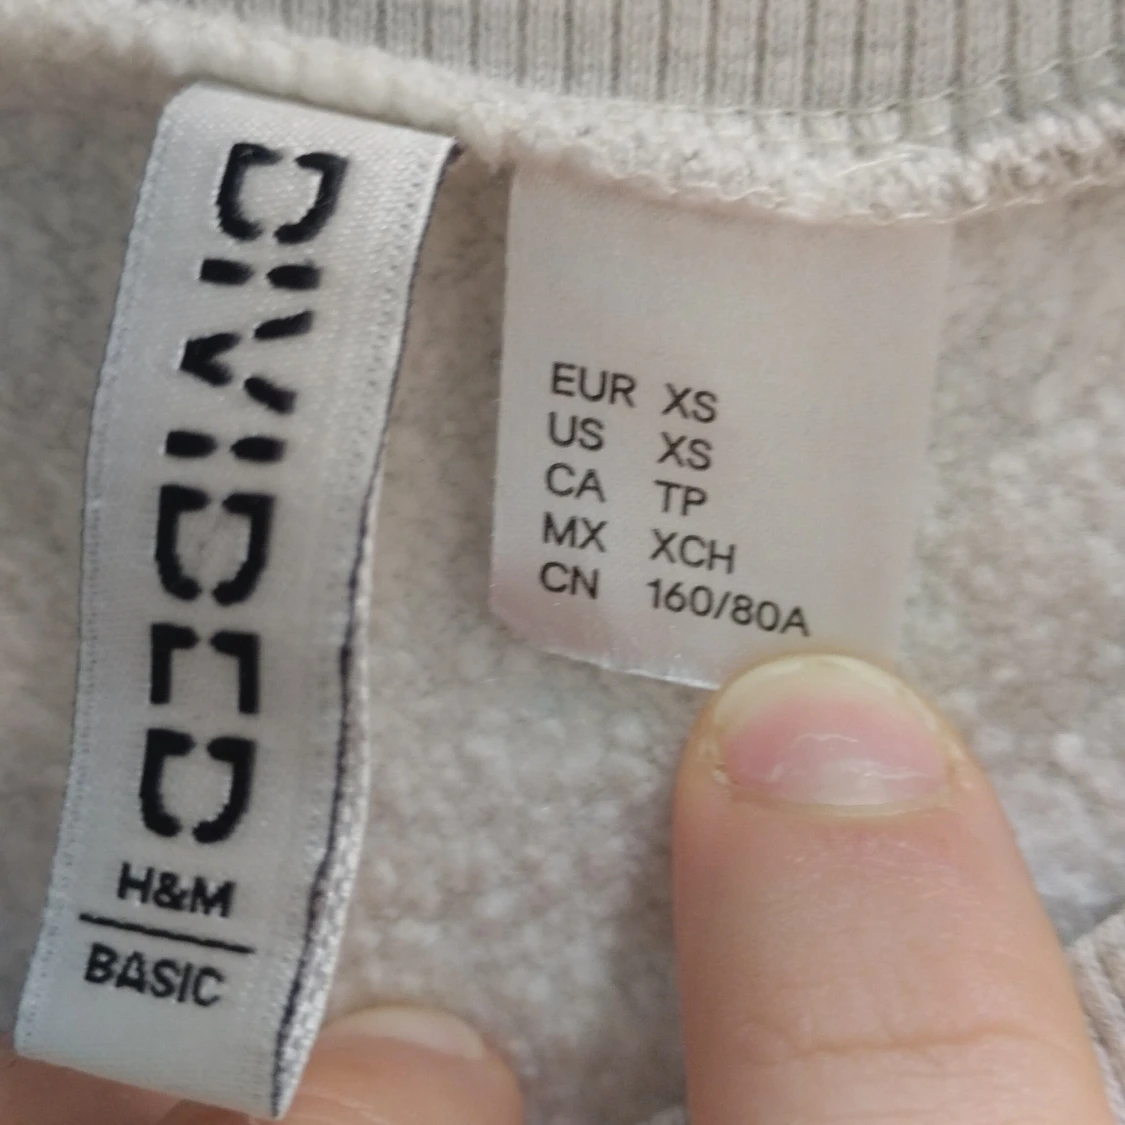 DIVIDED
H&M
BASIC
EUR XS
US XS
CA TP
MX XCH
CN 160/80A